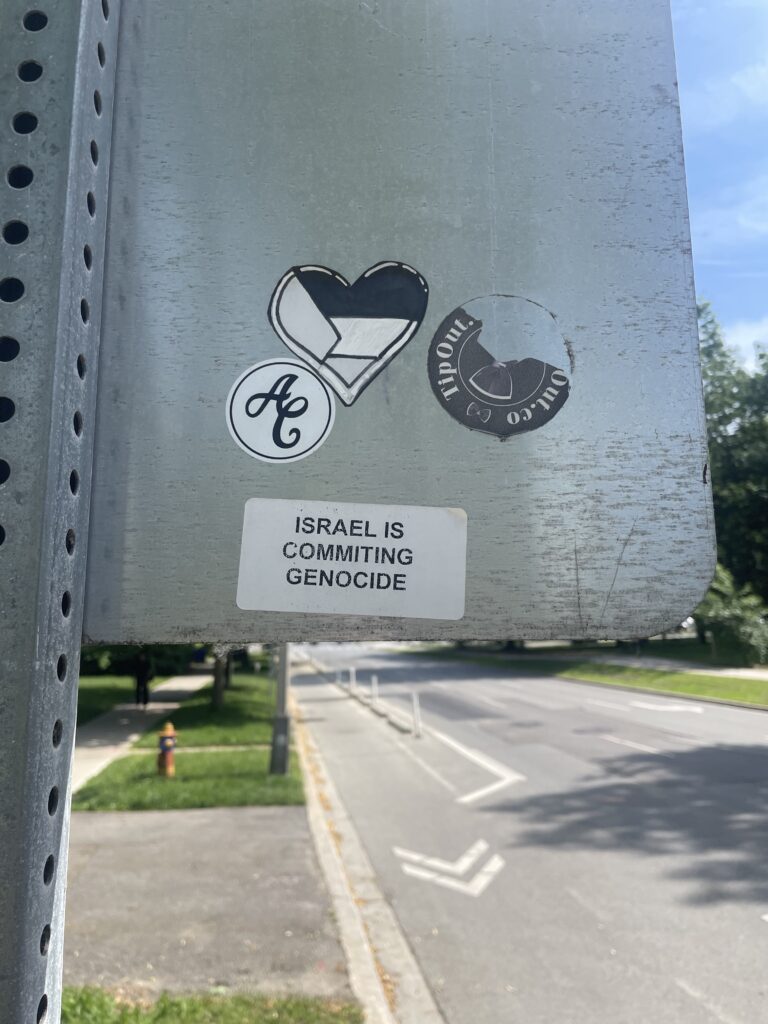 TipOut.
Out.co
AC
ISRAEL IS
COMMITING
GENOCIDE